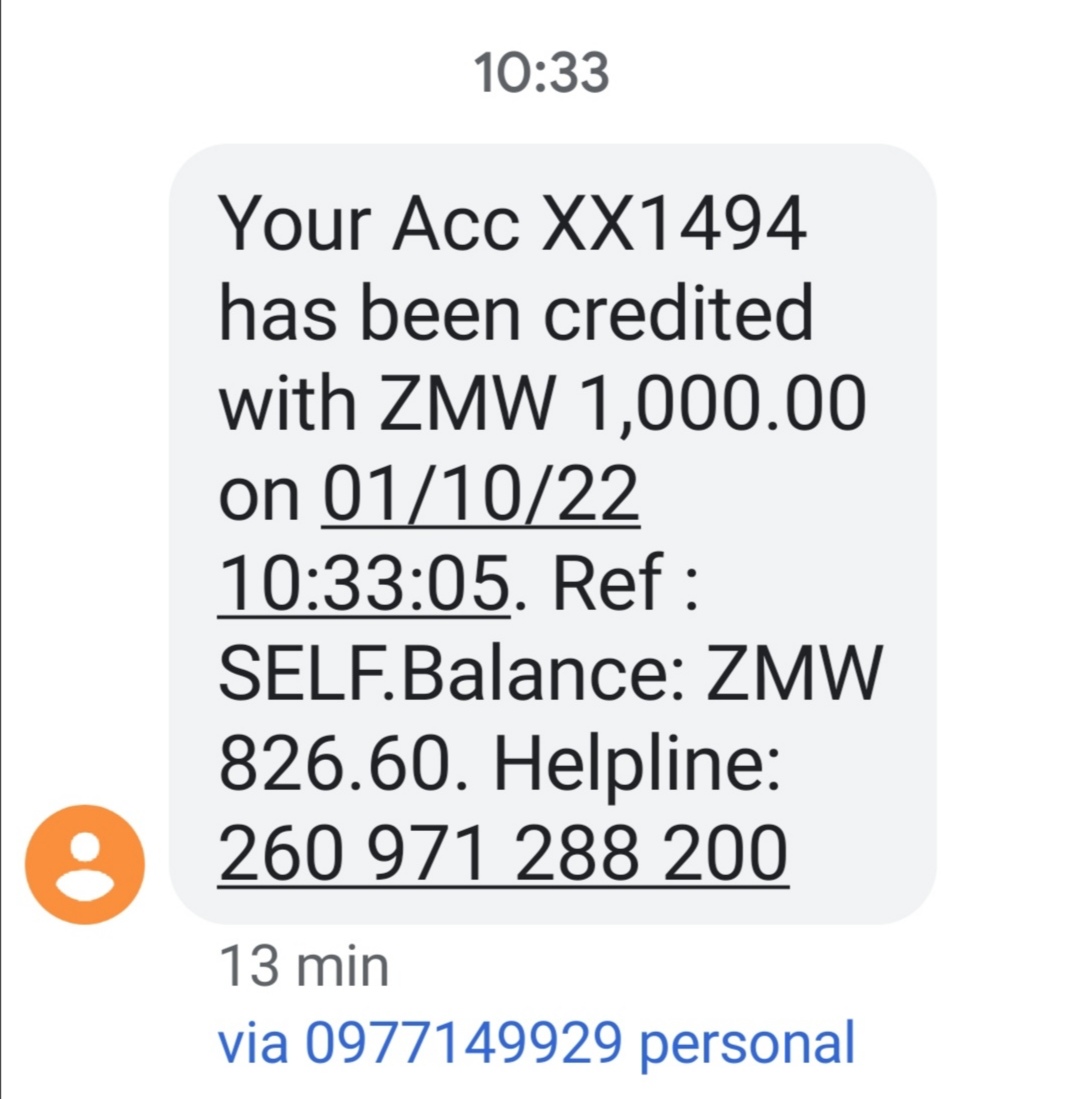 10:33
Your Acc XX1494
has been credited
with ZMW 1,000.00
on 01/10/22
10:33:05. Ref :
SELF.Balance: ZMW
826.60. Helpline:
260 971 288 200
13 min
via 0977149929 personal